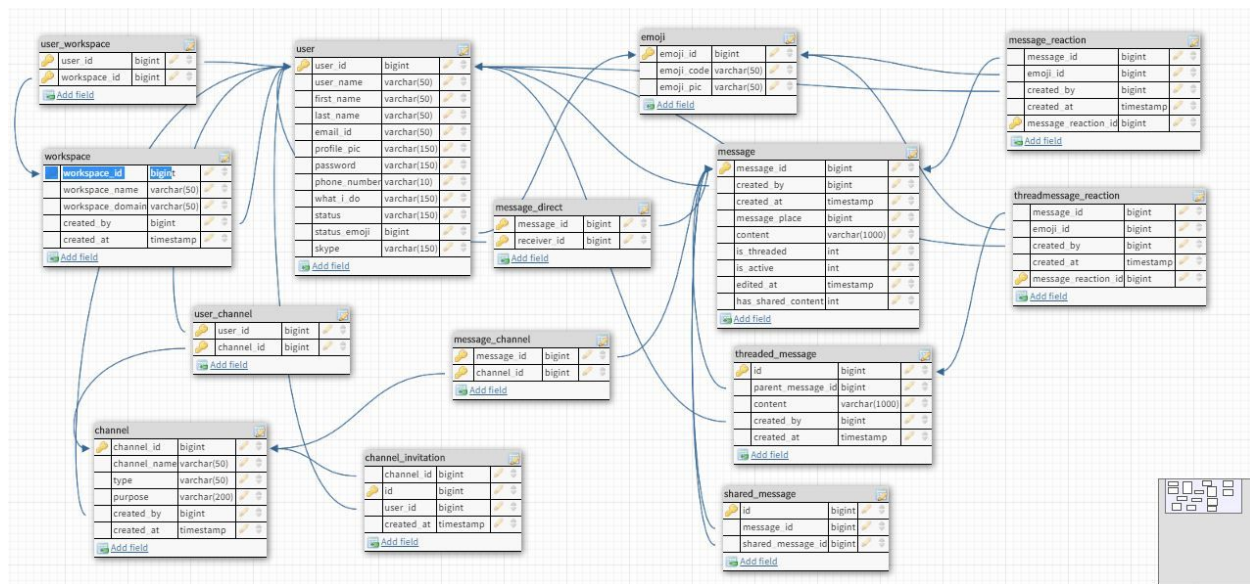 user_workspace
user_id bigint
workspace_id bigint
Add field
user
user_id bigint
user_name varchar(50)
first_name varchar(50)
last_name varchar(50)
email_id varchar(50)
profile_pic varchar(150)
password varchar(150)
phone_number varchar(10)
what_i_do varchar(150)
status varchar(150)
status_emoji bigint
skype varchar(150)
Add field
emoji
emoji_id bigint
emoji_code varchar(50)
emoji_pic varchar(50)
Add field
message_reaction
message_id bigint
emoji_id bigint
created_by bigint
created_at timestamp
message_reaction_id bigint
Add field
workspace
workspace_id bigint
workspace_name varchar(50)
workspace_domain varchar(50)
created_by bigint
created_at timestamp
Add field
message
message_id bigint
created_by bigint
created_at timestamp
message_place bigint
content varchar(1000)
is_threaded int
is_active int
edited_at timestamp
has_shared_content int
Add field
message_direct
message_id bigint
receiver_id bigint
Add field
threadmessage_reaction
message_id bigint
emoji_id bigint
created_by bigint
created_at timestamp
message_reaction_id bigint
Add field
user_channel
user_id bigint
channel_id bigint
Add field
message_channel
message_id bigint
channel_id bigint
Add field
threaded_message
id bigint
parent_message_id bigint
content varchar(1000)
created_by bigint
created_at timestamp
Add field
channel
channel_id bigint
channel_name varchar(50)
type varchar(50)
purpose varchar(200)
created_by bigint
created_at timestamp
Add field
channel_invitation
channel_id bigint
id bigint
user_id bigint
created_at timestamp
Add field
shared_message
id bigint
message_id bigint
shared_message_id bigint
Add field